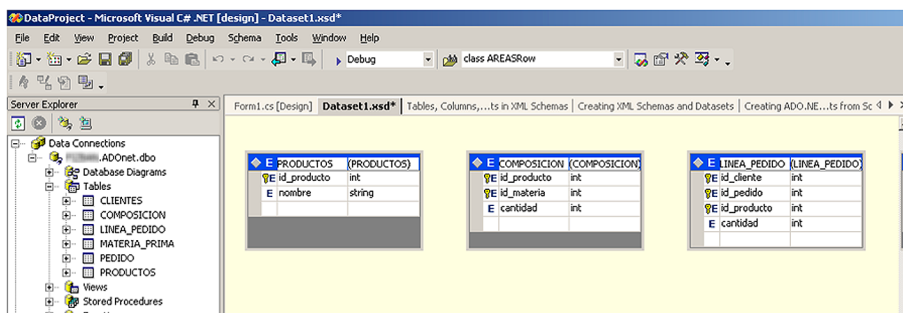 DataProject - Microsoft Visual C# .NET [design] - Dataset1.xsd*
File Edit View Project Build Debug Schema Tools Window Help
Debug class AREASRow
Server Explorer
Form1.cs [Design] Dataset1.xsd* Tables, Columns,...ts in XML Schemas Creating XML Schemas and Datasets Creating ADO.NE...ts from Sc
Data Connections
.ADOnet.dbo
Database Diagrams
Tables
CLIENTES
COMPOSICION
LINEA_PEDIDO
MATERIA_PRIMA
PEDIDO
PRODUCTOS
Views
Stored Procedures
E PRODUCTOS (PRODUCTOS)
E id_producto int
E nombre string
E COMPOSICION (COMPOSICION)
E id_producto int
E id_materia int
E cantidad int
E LINEA_PEDIDO (LINEA_PEDIDO)
E id_cliente int
E id_pedido int
E id_producto int
E cantidad int